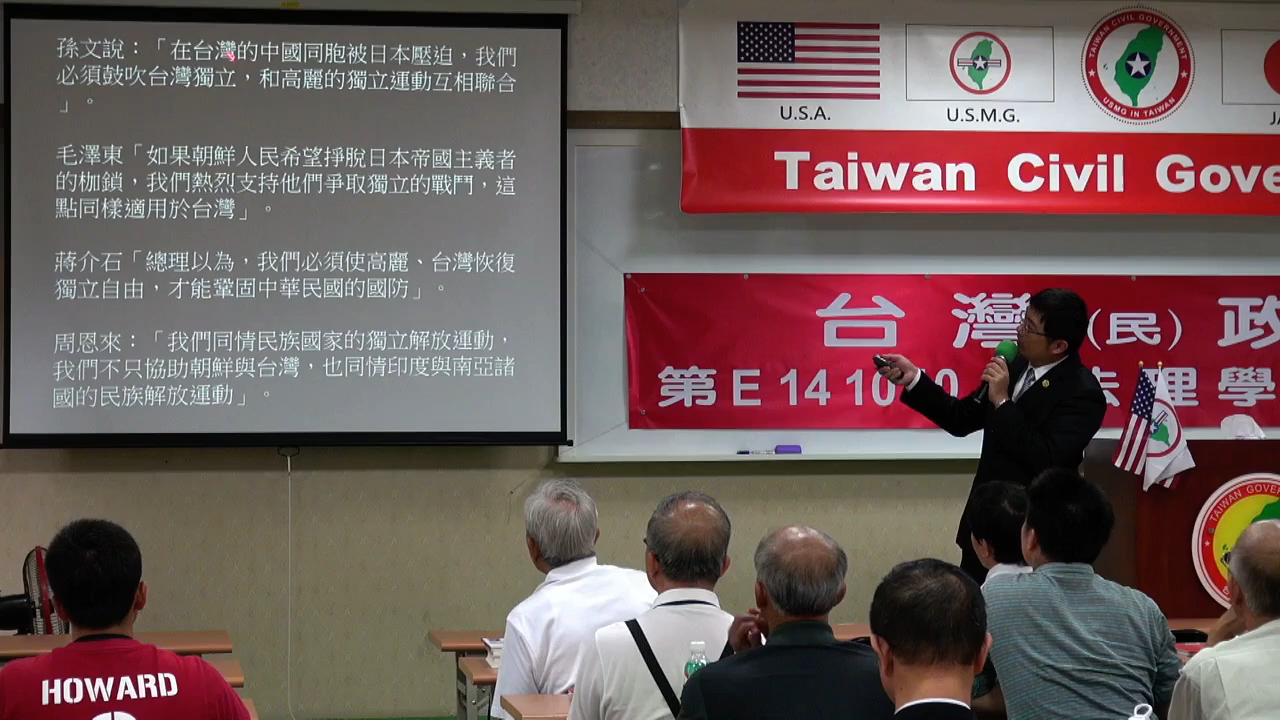 孫文說：「在台灣的中國同胞被日本壓迫，我們
必須鼓吹台灣獨立，和高麗的獨立運動互相聯合
」。
毛澤東「如果朝鮮人民希望掙脫日本帝國主義者
的枷鎖，我們熱烈支持他們爭取獨立的戰鬥，這
點同樣適用於台灣」。
蔣介石「總理以為，我們必須使高麗、台灣恢復
獨立自由，才能鞏固中華民國的國防」。
周恩來：「我們同情民族國家的獨立解放運動，
我們不只協助朝鮮與台灣，也同情印度與南亞諸
國的民族解放運動」。
U.S.A.
U.S.M.G.
TAIWAN CIVIL GOVERNMENT
USMG IN TAIWAN
Taiwan Civil Gove
台灣（民）政
第 E 14 10
法理學
TAIWAN GOVER
HOWARD